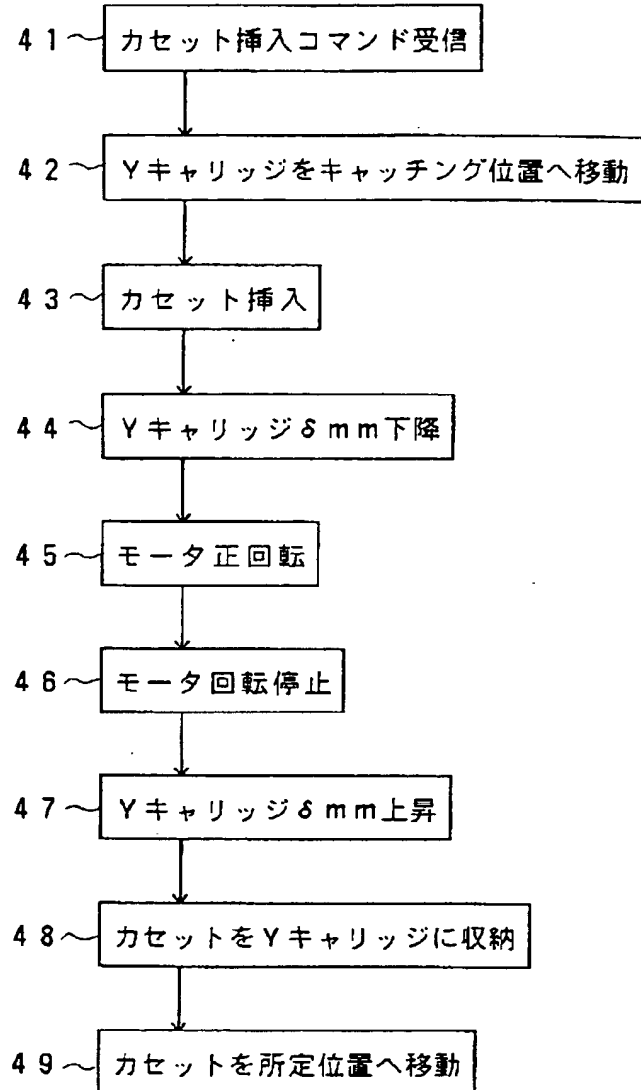 41 カセット挿入コマンド受信
42 Yキャリッジをキャッチング位置へ移動
43 カセット挿入
44 Yキャリッジδmm下降
45 モータ正回転
46 モータ回転停止
47 Yキャリッジδmm上昇
48 カセットをYキャリッジに収納
49 カセットを所定位置へ移動